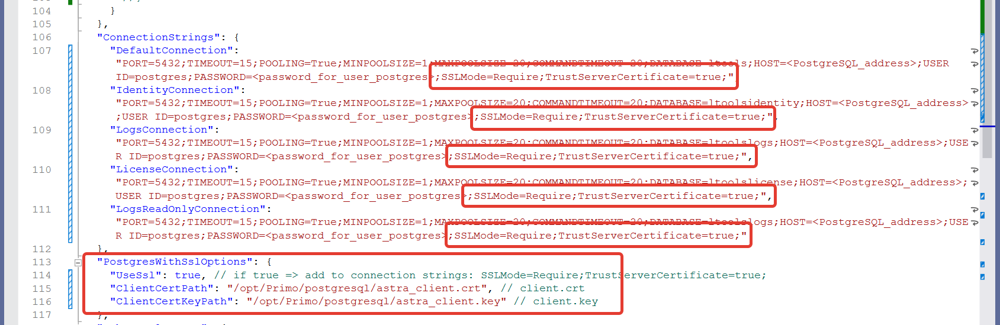 104 }
105 },
106 "ConnectionStrings": {
107 "DefaultConnection":
"PORT=5432;TIMEOUT=15;POOLING=True;MINPOOLSIZE=1;MAXPOOLSIZE=20;COMMANDTIMEOUT=20;DATABASE=ltools;HOST=<PostgreSQL_address>;USER
ID=postgres;PASSWORD=<password_for_user_postgres>;SSLMode=Require;TrustServerCertificate=true;",
108 "IdentityConnection":
"PORT=5432;TIMEOUT=15;POOLING=True;MINPOOLSIZE=1;MAXPOOLSIZE=20;COMMANDTIMEOUT=20;DATABASE=ltoolsidentity;HOST=<PostgreSQL_address>
;USER ID=postgres;PASSWORD=<password_for_user_postgres>;SSLMode=Require;TrustServerCertificate=true;",
109 "LogsConnection":
"PORT=5432;TIMEOUT=15;POOLING=True;MINPOOLSIZE=1;MAXPOOLSIZE=20;COMMANDTIMEOUT=20;DATABASE=ltoolslogs;HOST=<PostgreSQL_address>;USE
R ID=postgres;PASSWORD=<password_for_user_postgres>;SSLMode=Require;TrustServerCertificate=true;",
110 "LicenseConnection":
"PORT=5432;TIMEOUT=15;POOLING=True;MINPOOLSIZE=1;MAXPOOLSIZE=20;COMMANDTIMEOUT=20;DATABASE=ltoolslicense;HOST=<PostgreSQL_address>;
USER ID=postgres;PASSWORD=<password_for_user_postgres>;SSLMode=Require;TrustServerCertificate=true;",
111 "LogsReadOnlyConnection":
"PORT=5432;TIMEOUT=15;POOLING=True;MINPOOLSIZE=1;MAXPOOLSIZE=20;COMMANDTIMEOUT=20;DATABASE=ltoolslogs;HOST=<PostgreSQL_address>;USE
R ID=postgres;PASSWORD=<password_for_user_postgres>;SSLMode=Require;TrustServerCertificate=true;"
112 },
113 "PostgresWithSslOptions": {
114 "UseSsl": true, // if true => add to connection strings: SSLMode=Require;TrustServerCertificate=true;
115 "ClientCertPath": "/opt/Primo/postgresql/astra_client.crt", // client.crt
116 "ClientCertKeyPath": "/opt/Primo/postgresql/astra_client.key" // client.key
117 },